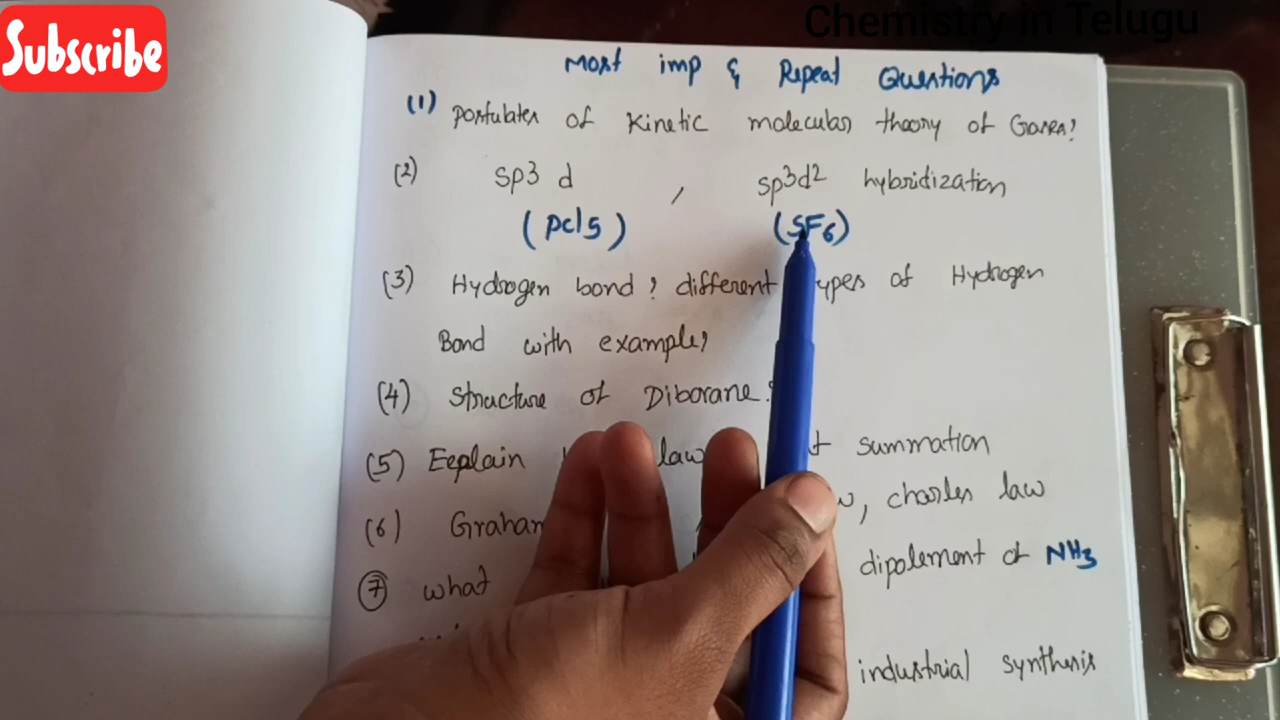 Subscribe
Chemistry in Telugu
Most imp & Repeat Questions
(1) Postulates of Kinetic molecular theory of Gases?
(2) sp3 d , sp3d2 hybridization
(PCl5) (SF6)
(3) Hydrogen bond? different types of Hydrogen
Bond with example?
(4) Structure of Diborane?
(5) Eeplain law summation
(6) Graham , charles law
(7) what dipolement of NH3
industrial synthesis